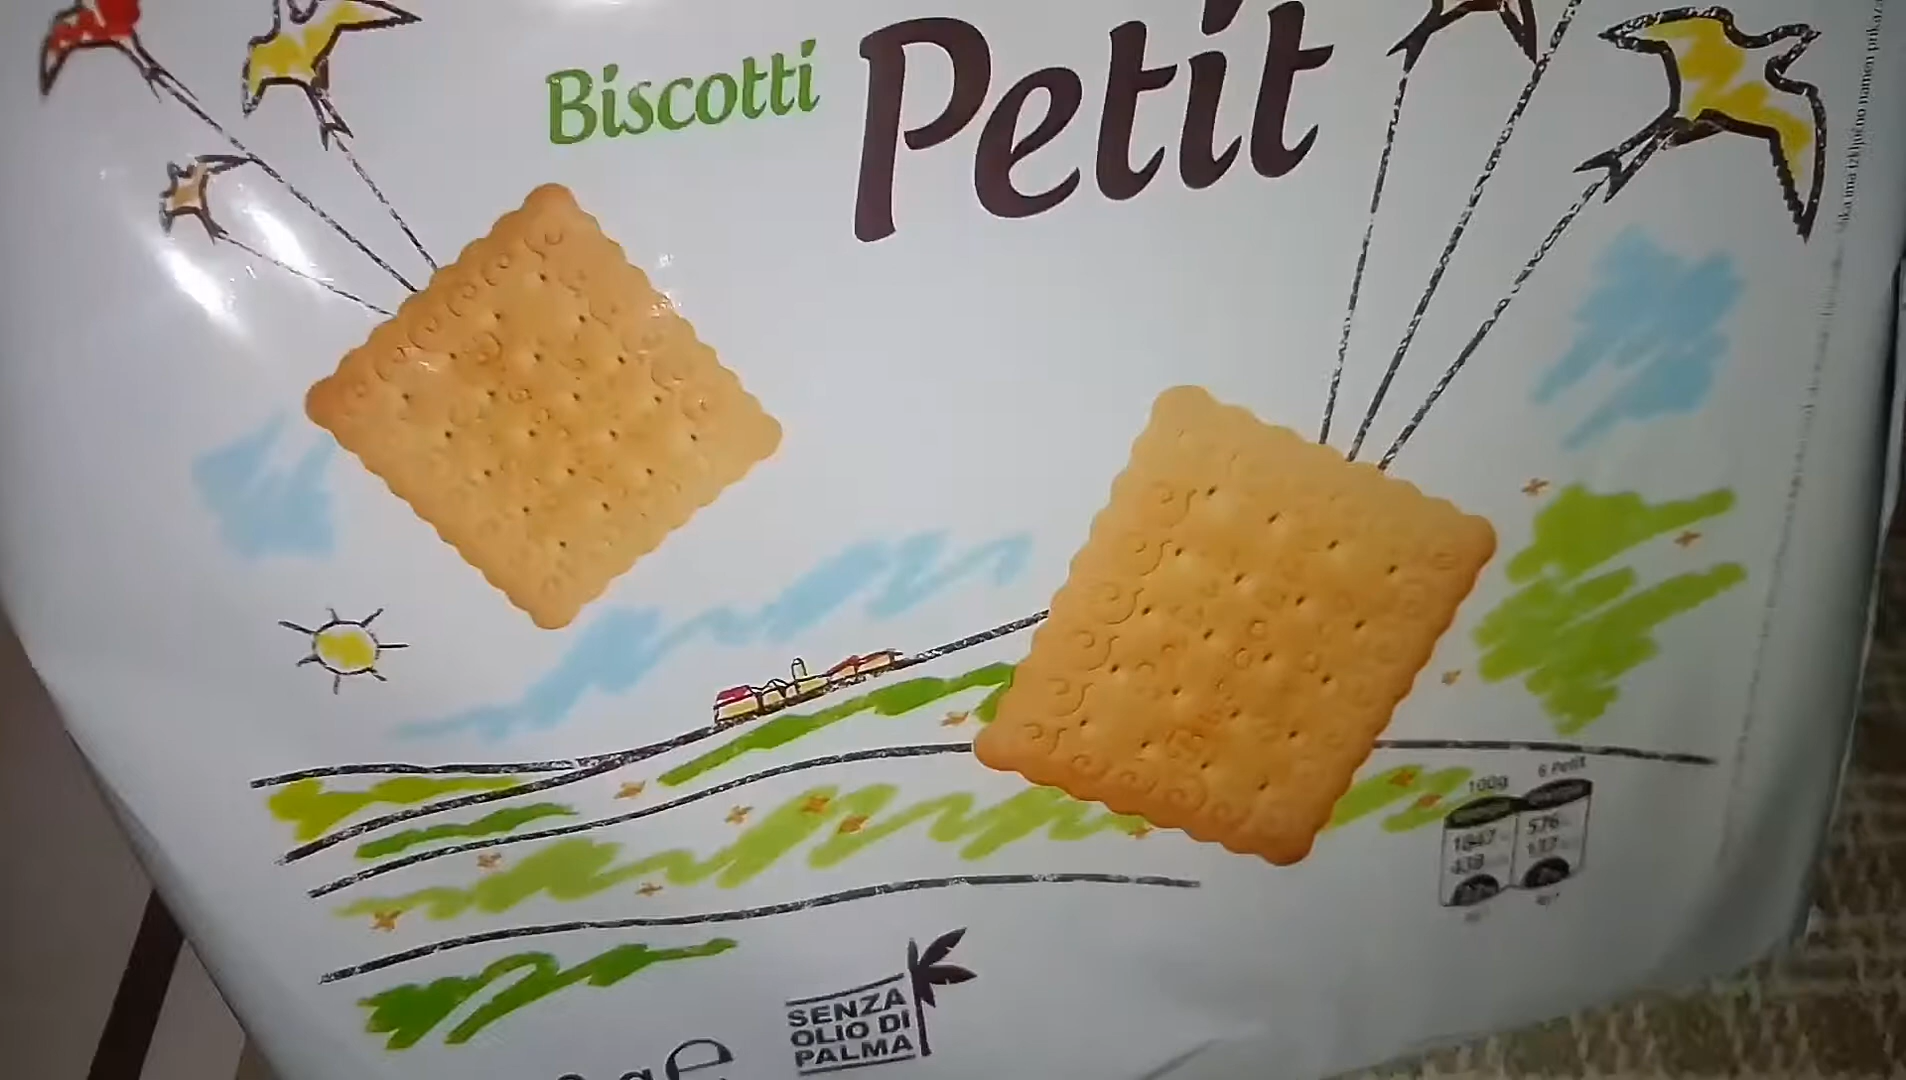 Biscotti Petit
100g 6 Petit
1847 576
438 137
SENZA
OLIO DI
PALMA
g e